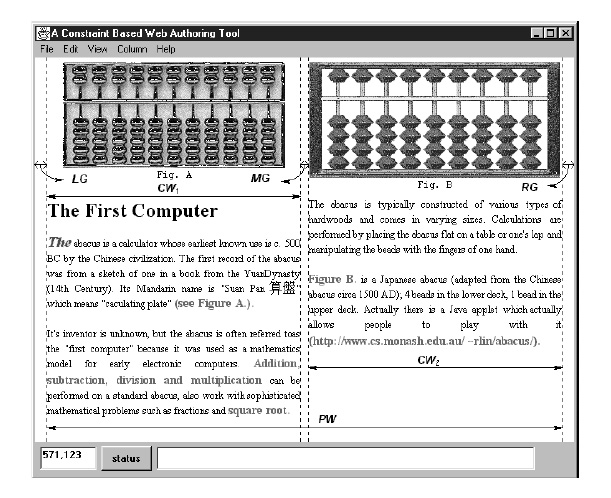 A Constraint Based Web Authoring Tool
File Edit View Column Help
Fig. A
LG
MG
CW1
The First Computer
The abacus is a calculator whose earliest known use is c. 500
BC by the Chinese civilization. The first record of the abacus
was from a sketch of one in a book from the YuanDynasty
(14th Century). Its Mandarin name is "Suan Pan 算盤"
which means "caculating plate" (see Figure A.).
It's inventor is unknown, but the abacus is often referred toas
the "first computer" because it was used as a mathematics
model for early electronic computers. Addition,
subtraction, division and multiplication can be
performed on a standard abacus, also work with sophisticated
mathematical problems such as fractions and square root.
Fig. B
RG
The abacus is typically constructed of various types of
hardwoods and comes in varying sizes. Calculations are
performed by placing the abacus flat on a table or one's lap and
manipulating the beads with the fingers of one hand.
Figure B. is a Japanese abacus (adapted from the Chinese
abacus circa 1500 AD); 4 beads in the lower deck, 1 bead in the
upper deck. Actually there is a Java applet which actually
allows people to play with it
(http://www.cs.monash.edu.au/ ~rlin/abacus/).
CW2
PW
571,123
status